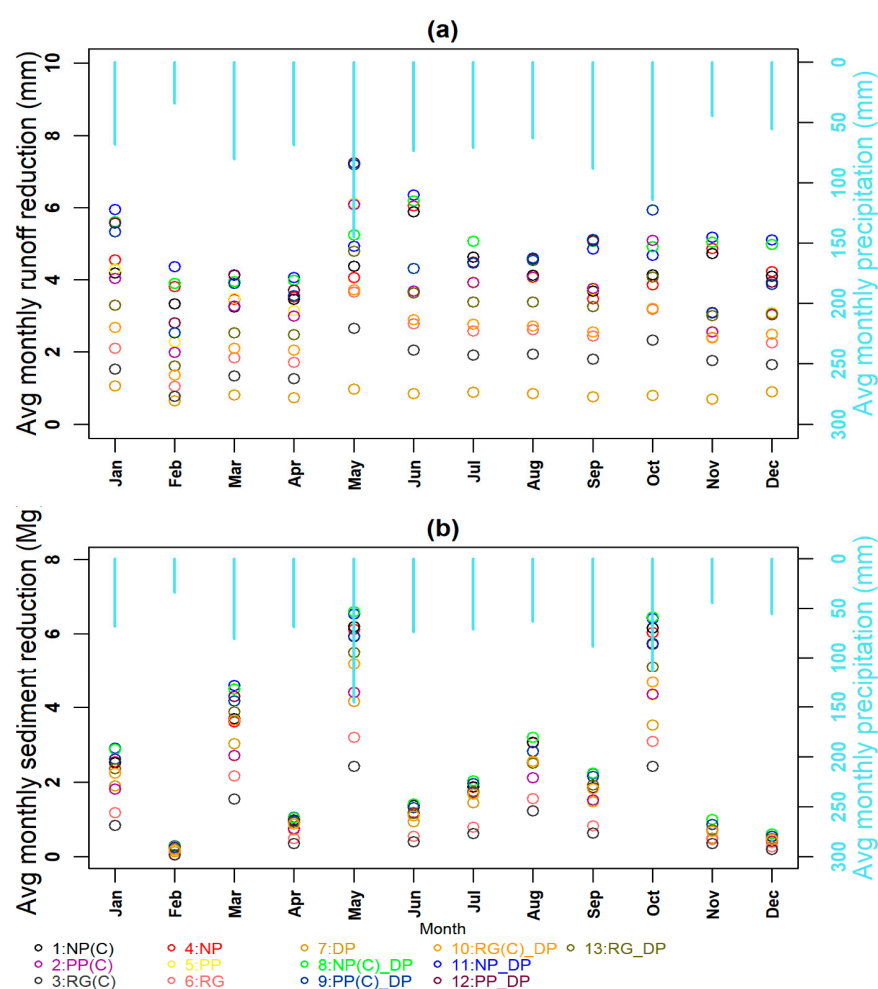 (a)
Avg monthly runoff reduction (mm)
10
8
6
4
2
0
0
50
100
150
200
250
300
Avg monthly precipitation (mm)
Jan Feb Mar Apr May Jun Jul Aug Sep Oct Nov Dec
(b)
Avg monthly sediment reduction (Mg
8
6
4
2
0
0
50
100
150
200
250
300
Avg monthly precipitation (mm)
Jan Feb Mar Apr May Jun Jul Aug Sep Oct Nov Dec
Month
1:NP(C) 4:NP 7:DP 10:RG(C)_DP 13:RG_DP
2:PP(C) 5:PP 8:NP(C)_DP 11:NP_DP
3:RG(C) 6:RG 9:PP(C)_DP 12:PP_DP